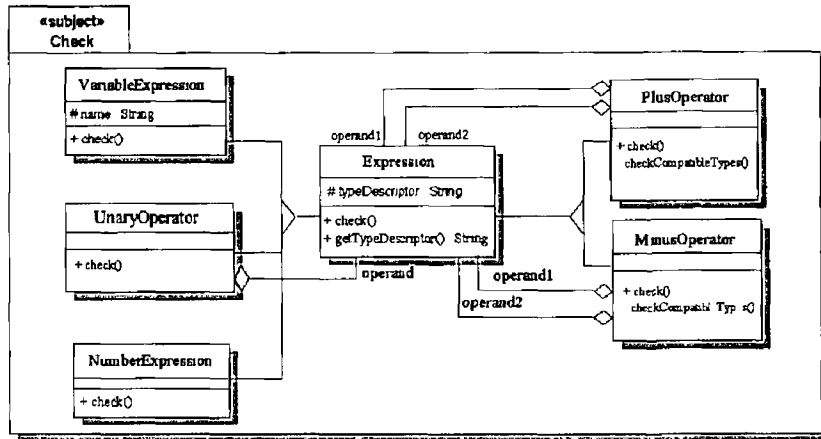 «subject»
Check
VariableExpression
# name String
+ check()
UnaryOperator
+ check()
NumberExpression
+ check()
operand1
operand2
Expression
# typeDescriptor String
+ check()
+ getTypeDescriptor() String
operand
operand1
operand2
PlusOperator
+ check()
checkCompatibleTypes()
MinusOperator
+ check()